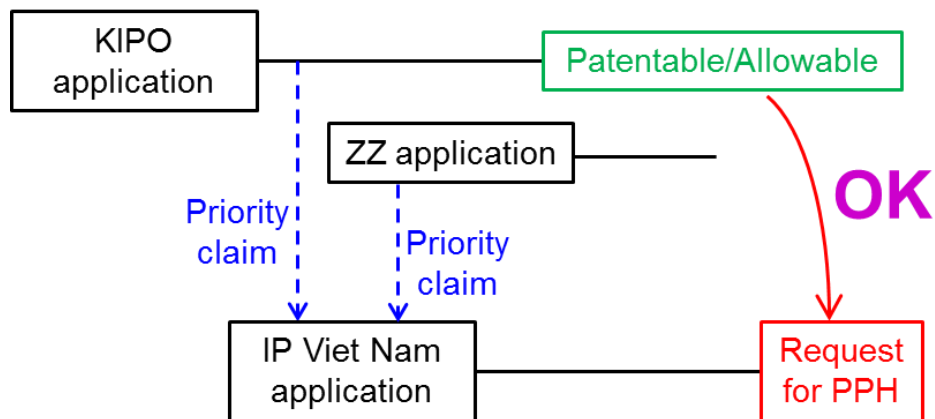 KIPO
application
Patentable/Allowable
ZZ application
OK
Priority
claim
Priority
claim
IP Viet Nam
application
Request
for PPH